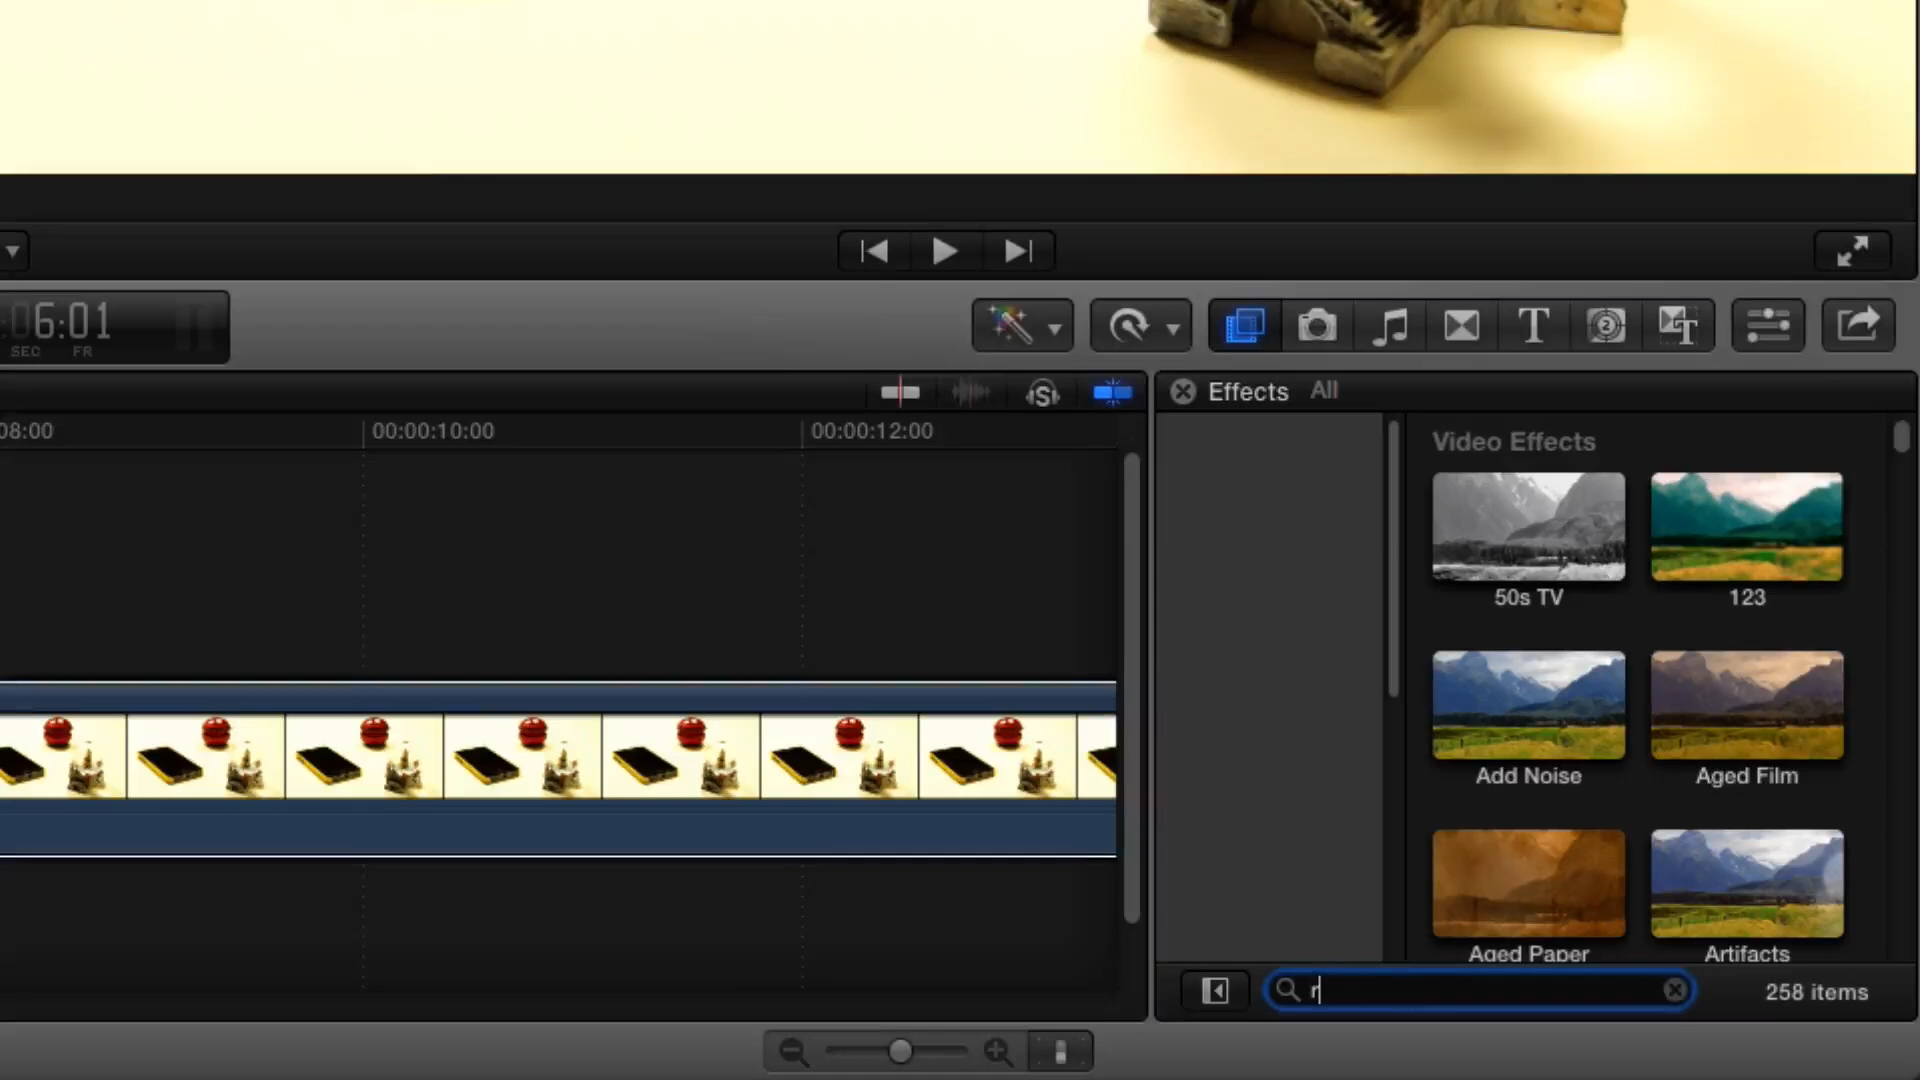 06:01
SEC FR
Effects All
08:00 00:00:10:00 00:00:12:00
Video Effects
50s TV 123
Add Noise Aged Film
Aged Paper Artifacts
r
258 items